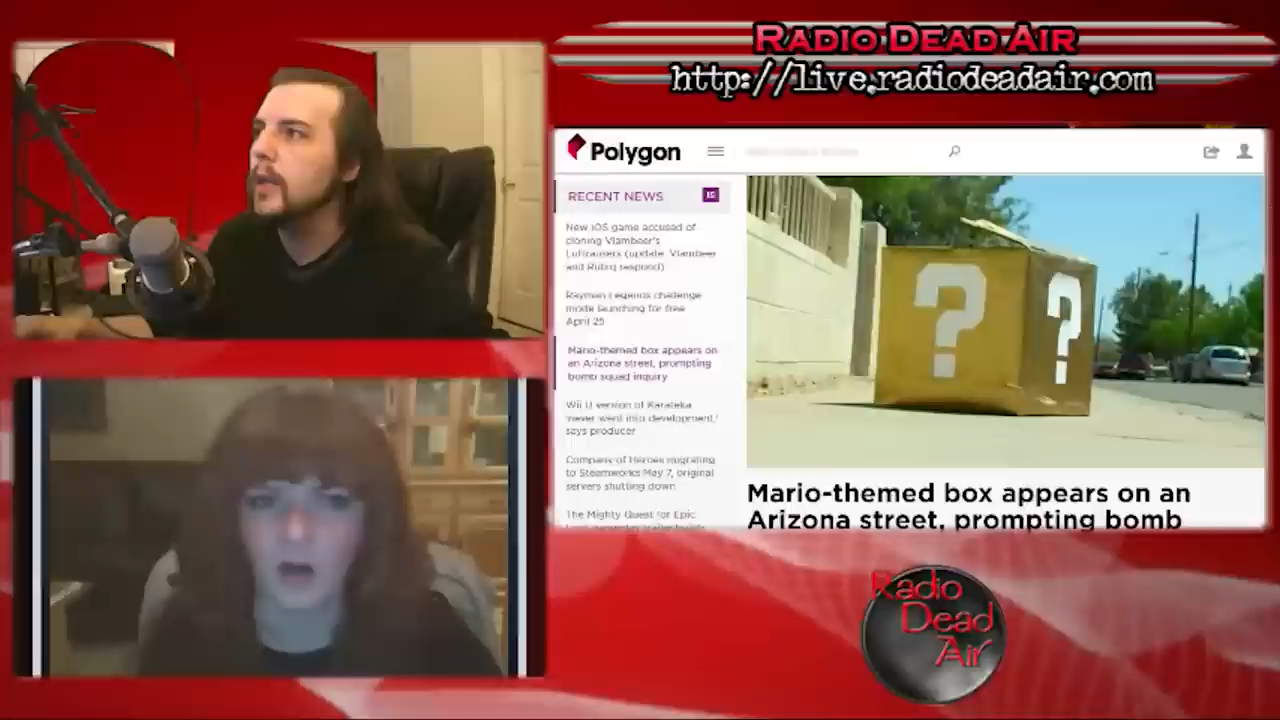 Radio Dead Air
http://live.radiodeadair.com
Polygon
RECENT NEWS
15
New iOS game accused of
cloning Vlambeer's
Luftrausers (update: Vlambeer
and Rubiq respond)
Rayman Legends challenge
mode launching for free
April 25
Mario-themed box appears on
an Arizona street, prompting
bomb squad inquiry
Wii U version of Karateka
'never went into development,'
says producer
Company of Heroes migrating
to Steamworks May 7, original
servers shutting down
The Mighty Quest for Epic
? ?
Mario-themed box appears on an
Arizona street, prompting bomb
Radio
Dead
Air